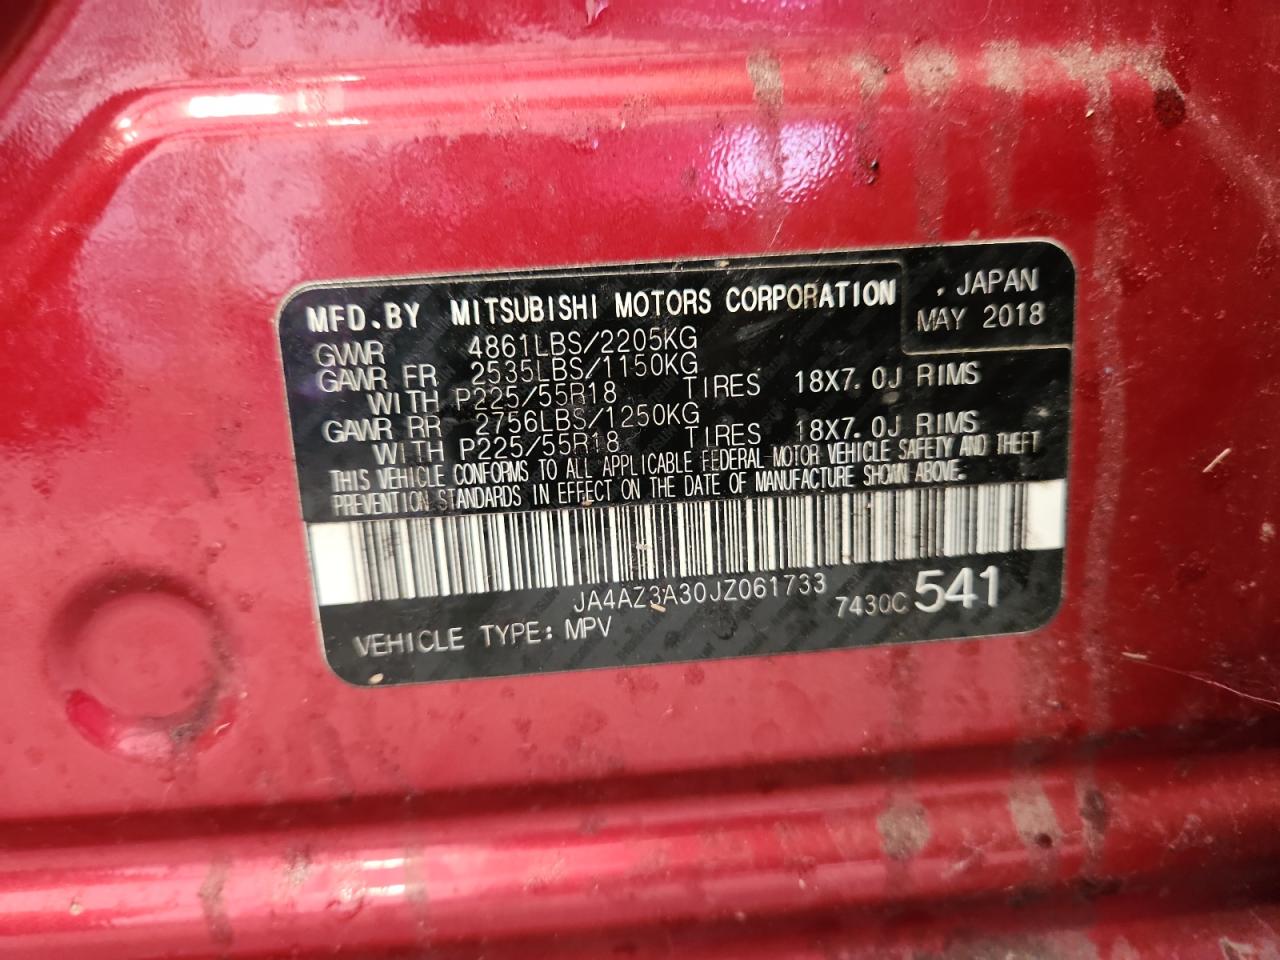 MFD.BY MITSUBISHI MOTORS CORPORATION
. JAPAN
MAY 2018
GVWR 4861LBS/2205KG
GAWR FR 2535LBS/1150KG
WITH P225/55R18 TIRES 18X7.0J RIMS
GAWR RR 2756LBS/1250KG
WITH P225/55R18 TIRES 18X7.0J RIMS
THIS VEHICLE CONFORMS TO ALL APPLICABLE FEDERAL MOTOR VEHICLE SAFETY AND THEFT
PREVENTION STANDARDS IN EFFECT ON THE DATE OF MANUFACTURE SHOWN ABOVE.
JA4AZ3A30JZ061733
7430C 541
VEHICLE TYPE: MPV